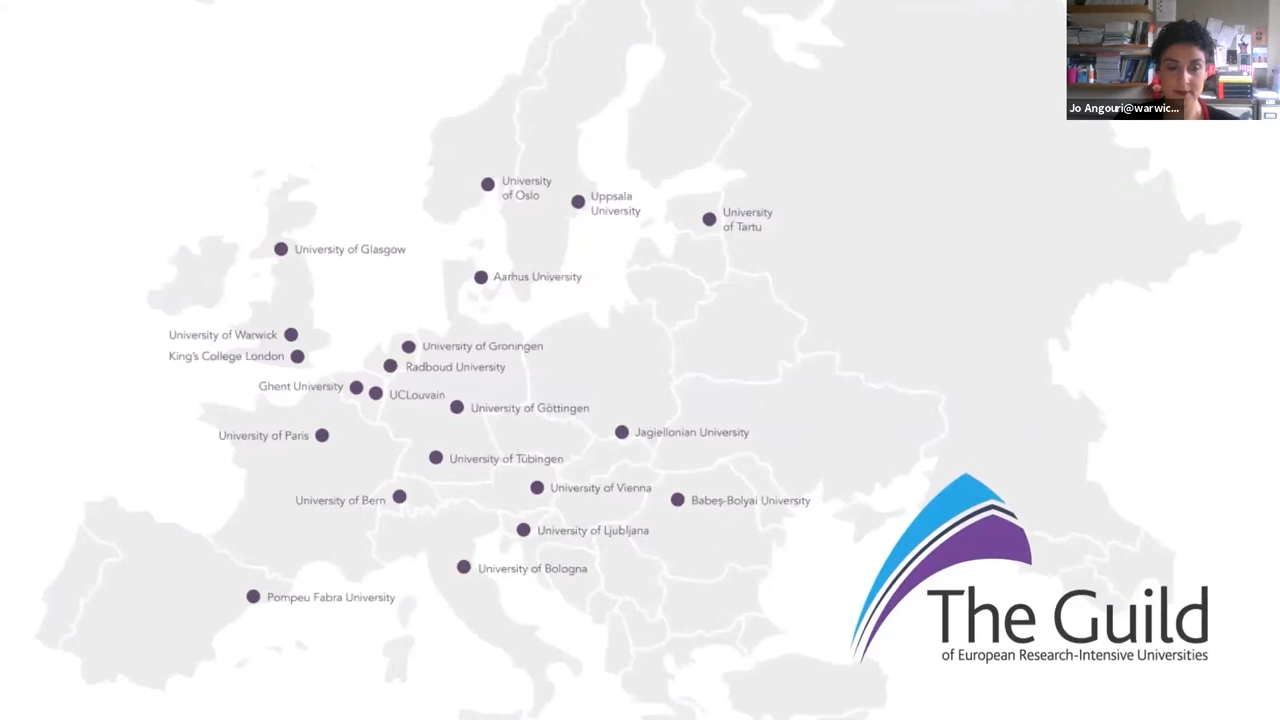 Jo Angouri@warwic...
University
of Oslo
Uppsala
University
University
of Tartu
University of Glasgow
Aarhus University
University of Warwick
King's College London
University of Groningen
Radboud University
Ghent University
UCLouvain
University of Göttingen
University of Paris
Jagiellonian University
University of Tübingen
University of Bern
University of Vienna
Babeș-Bolyai University
University of Ljubljana
University of Bologna
Pompeu Fabra University
The Guild
of European Research-Intensive Universities